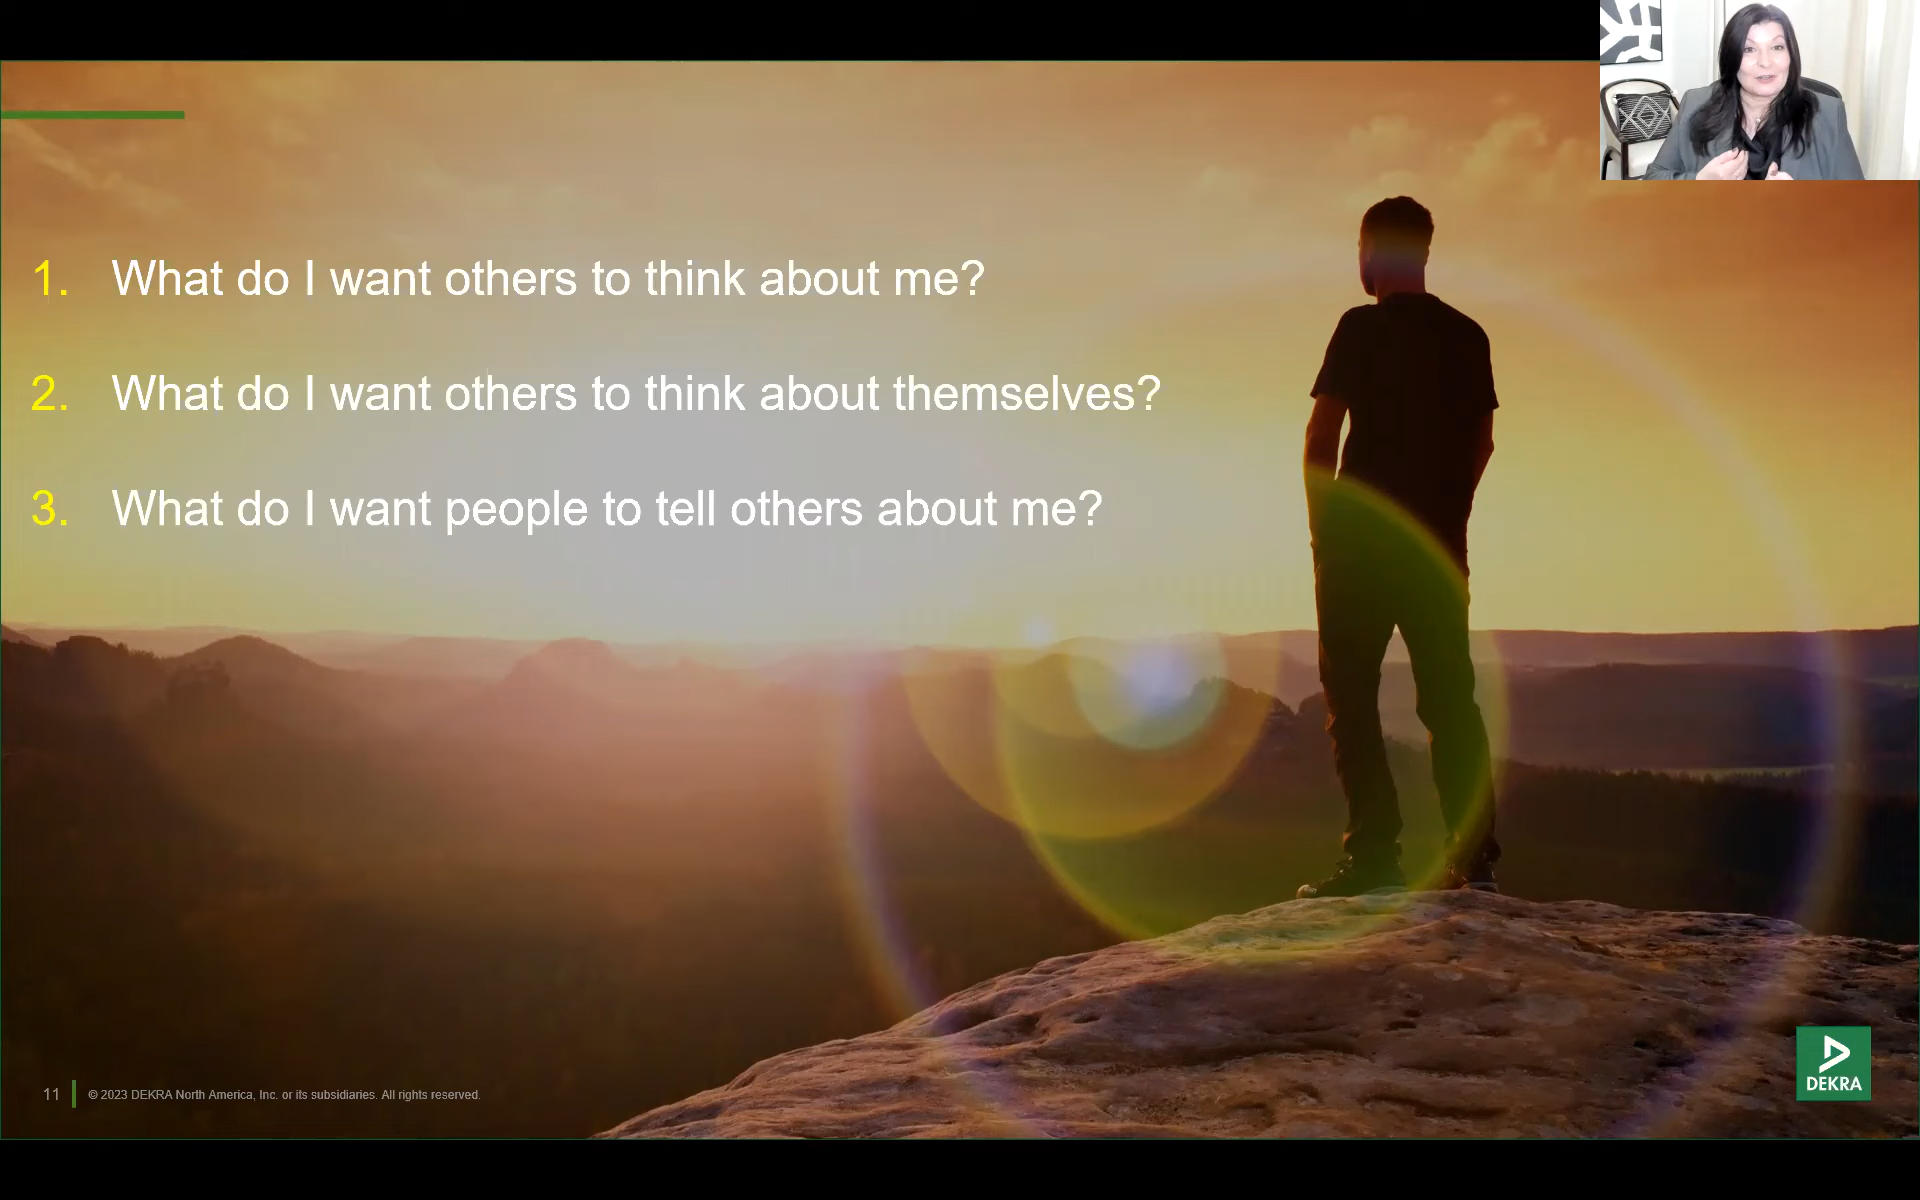 1. What do I want others to think about me?
2. What do I want others to think about themselves?
3. What do I want people to tell others about me?
11 © 2023 DEKRA North America, Inc. or its subsidiaries. All rights reserved.
DEKRA